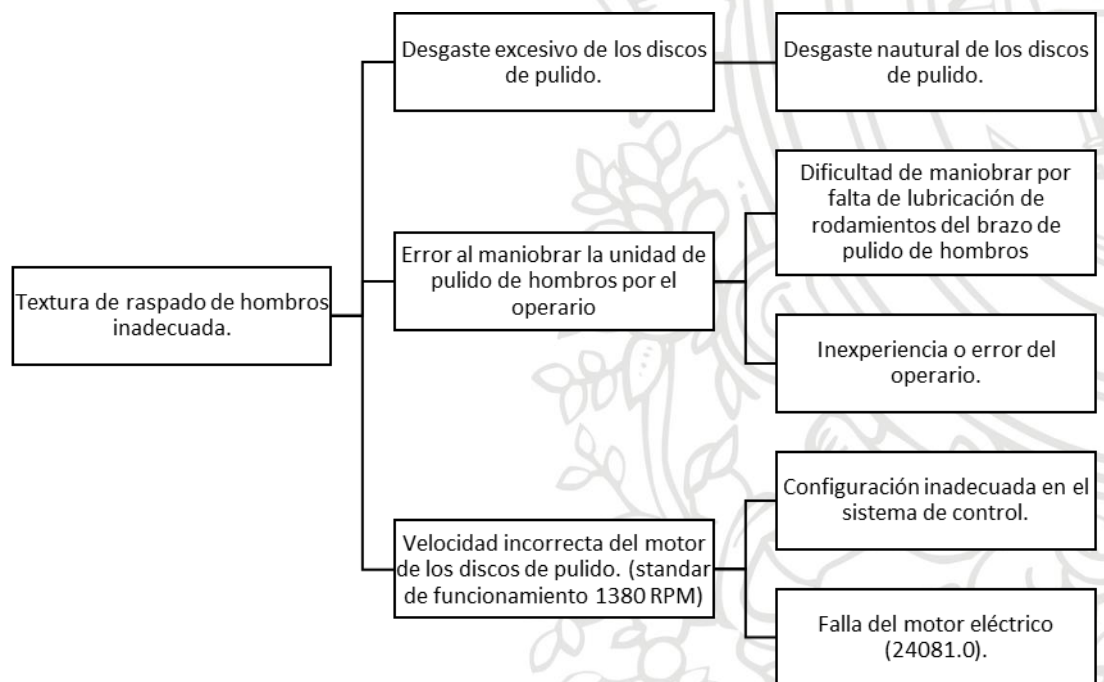 Textura de raspado de hombros
inadecuada.
Desgaste excesivo de los discos
de pulido.
Desgaste nautural de los discos
de pulido.
Error al maniobrar la unidad de
pulido de hombros por el
operario
Dificultad de maniobrar por
falta de lubricación de
rodamientos del brazo de
pulido de hombros
Inexperiencia o error del
operario.
Velocidad incorrecta del motor
de los discos de pulido. (standar
de funcionamiento 1380 RPM)
Configuración inadecuada en el
sistema de control.
Falla del motor eléctrico
(24081.0).